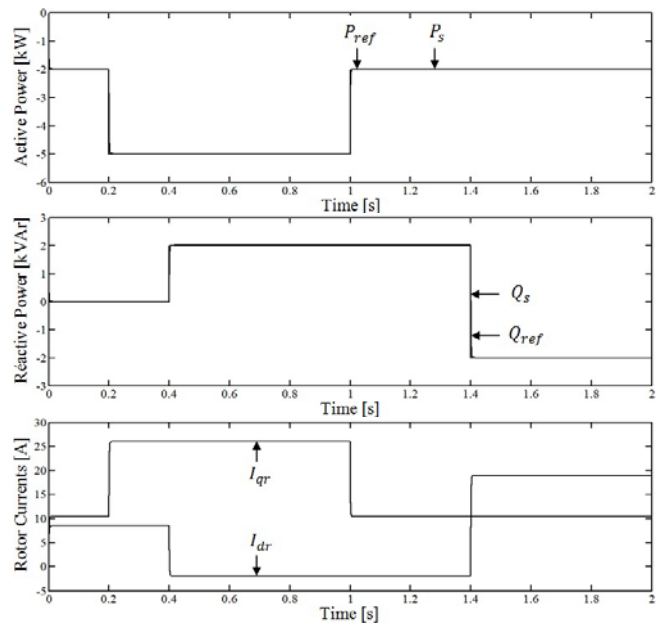 Active Power [kW]
0
-1
-2
-3
-4
-5
-6
P_ref
P_s
0 0.2 0.4 0.6 0.8 1 1.2 1.4 1.6 1.8 2
Time [s]
Réactive Power [kVAr]
3
2
1
0
-1
-2
-3
Q_s
Q_ref
0 0.2 0.4 0.6 0.8 1 1.2 1.4 1.6 1.8 2
Time [s]
Rotor Currents [A]
30
25
20
15
10
5
0
-5
I_qr
I_dr
0 0.2 0.4 0.6 0.8 1 1.2 1.4 1.6 1.8 2
Time [s]